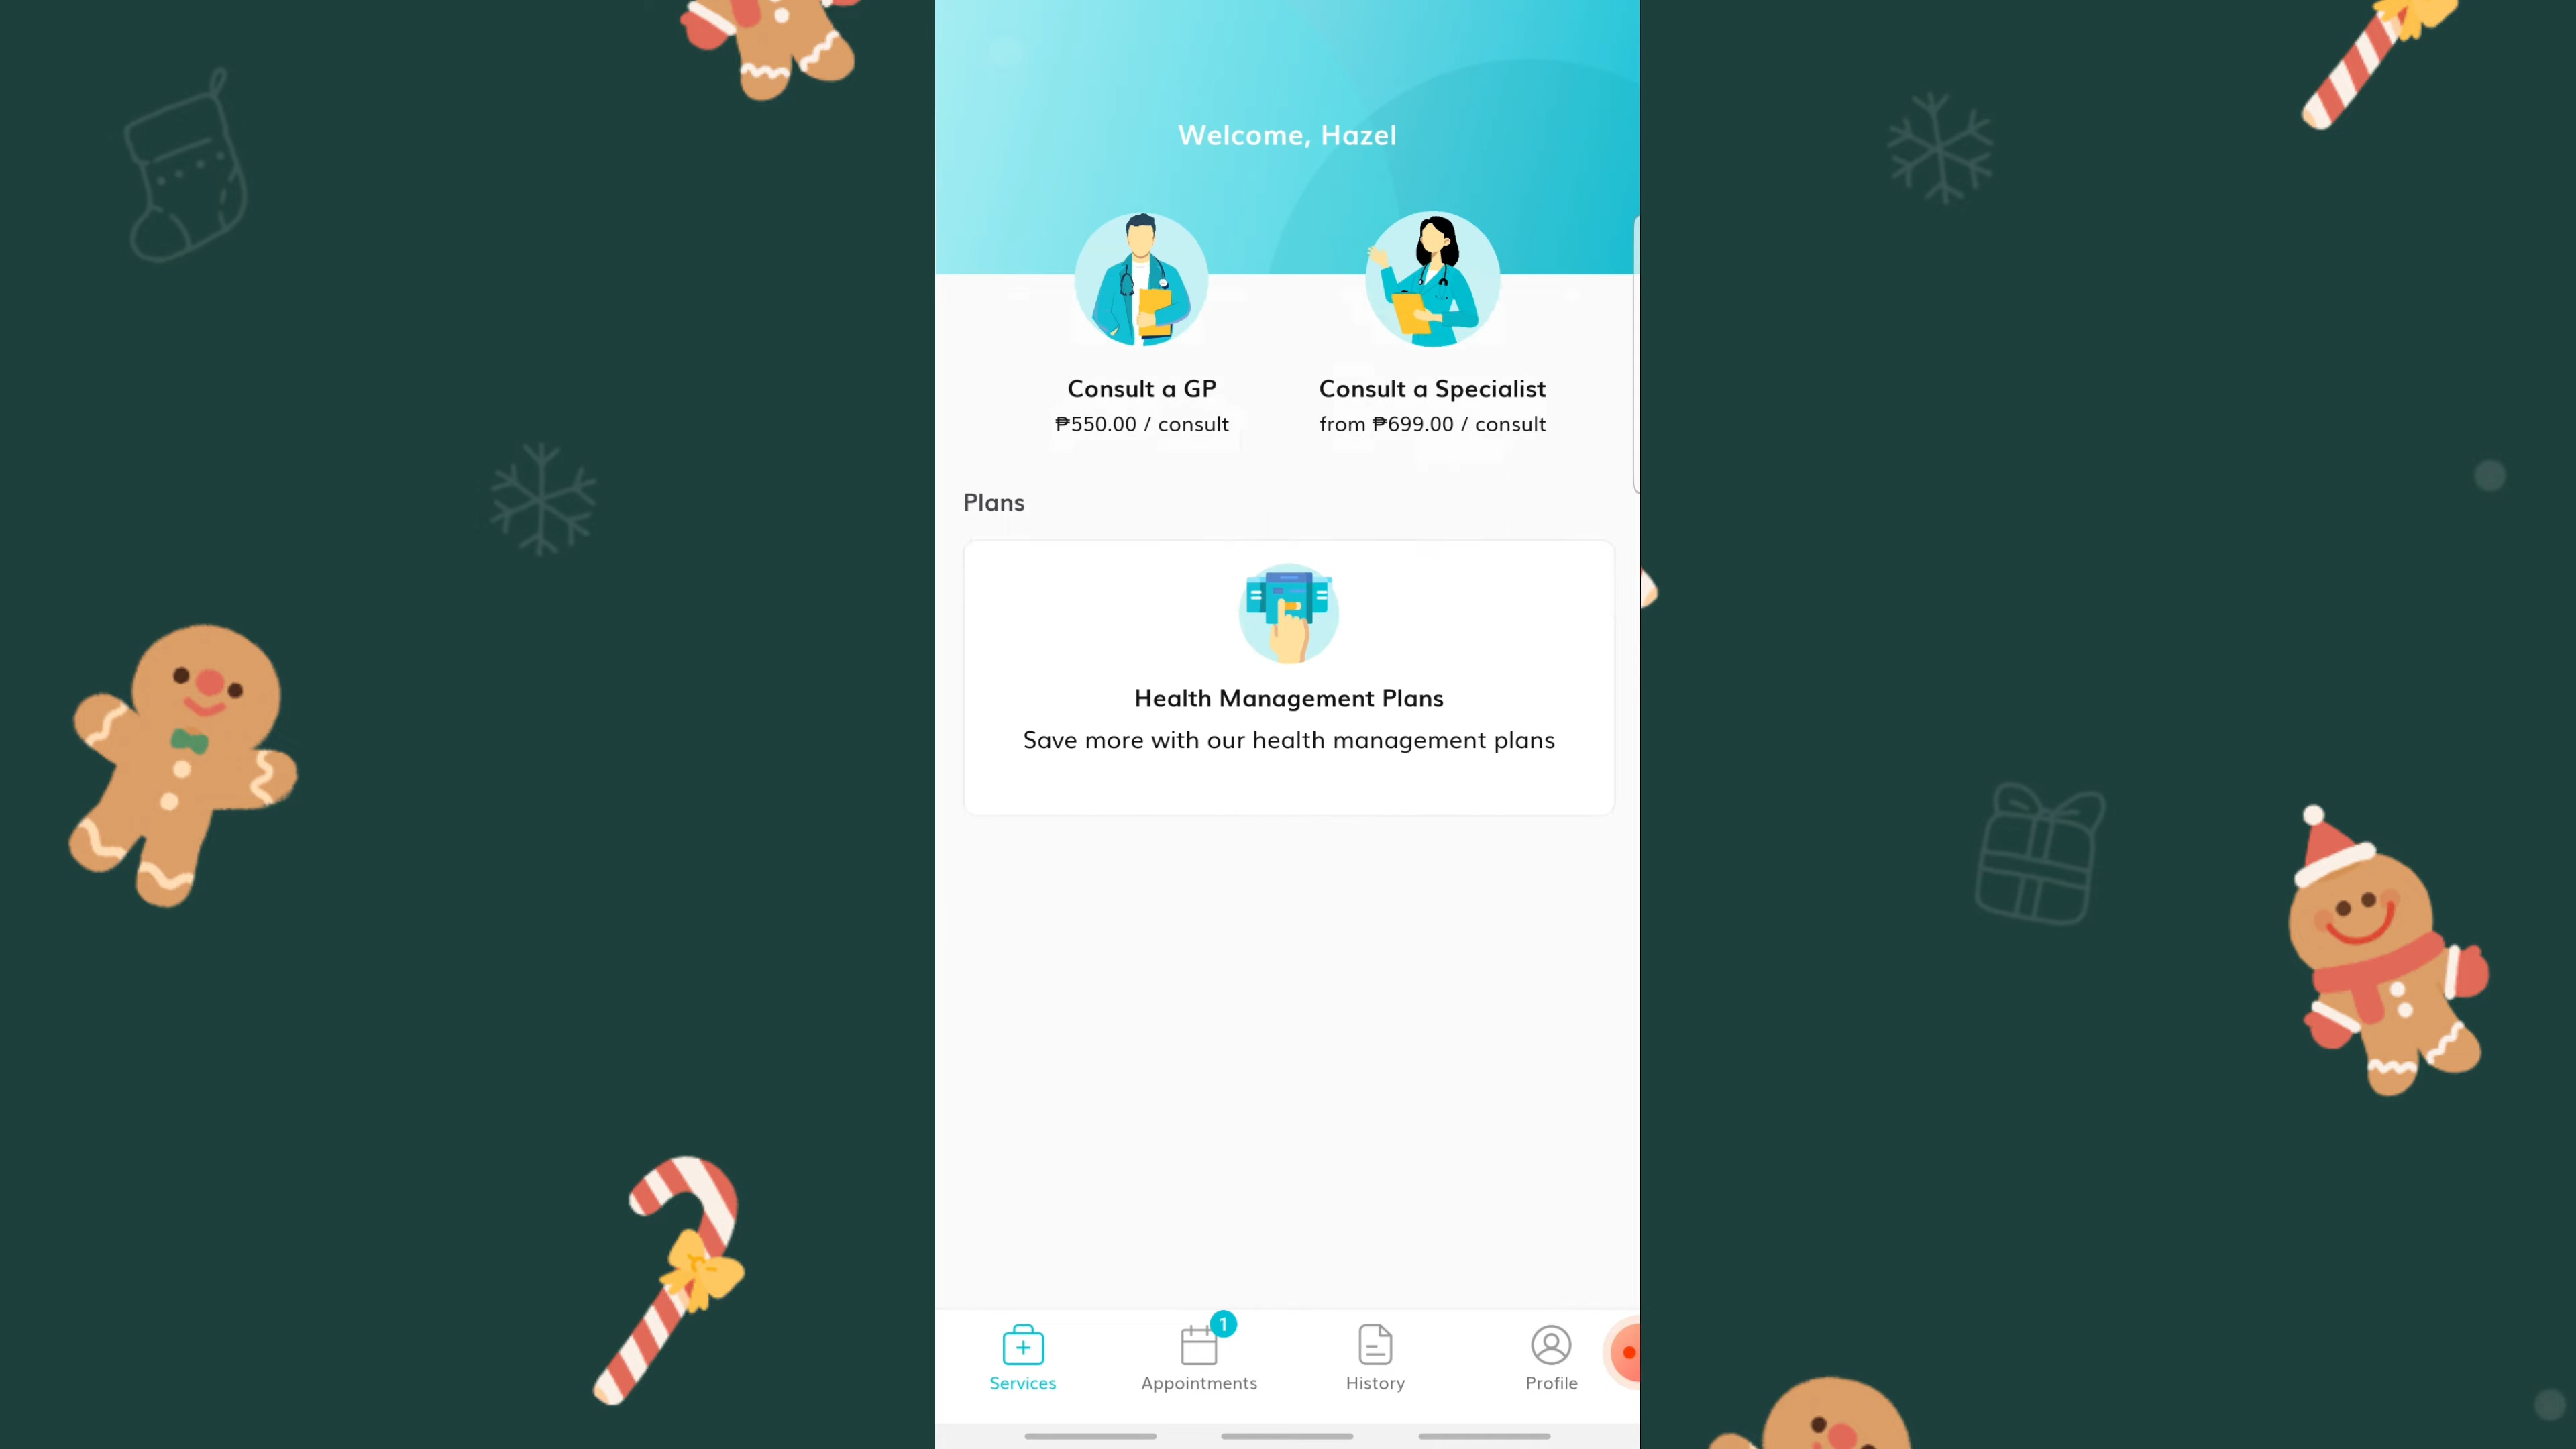 Welcome, Hazel
Consult a GP
₱550.00 / consult
Consult a Specialist
from ₱699.00 / consult
Plans
Health Management Plans
Save more with our health management plans
1
Services
Appointments
History
Profile